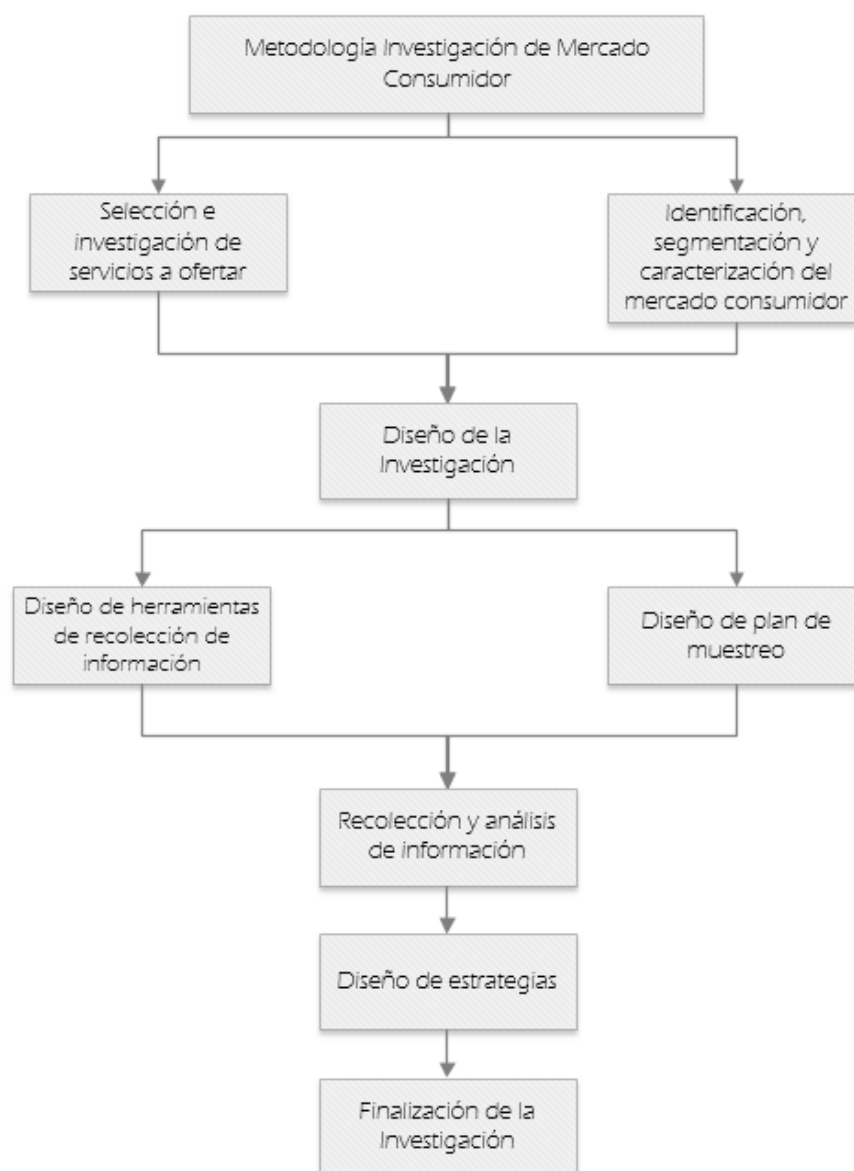 Metodología Investigación de Mercado
Consumidor
Selección e
investigación de
servicios a ofertar
Identificación,
segmentación y
caracterización del
mercado consumidor
Diseño de la
Investigación
Diseño de herramientas
de recolección de
información
Diseño de plan de
muestreo
Recolección y análisis
de información
Diseño de estrategias
Finalización de la
Investigación